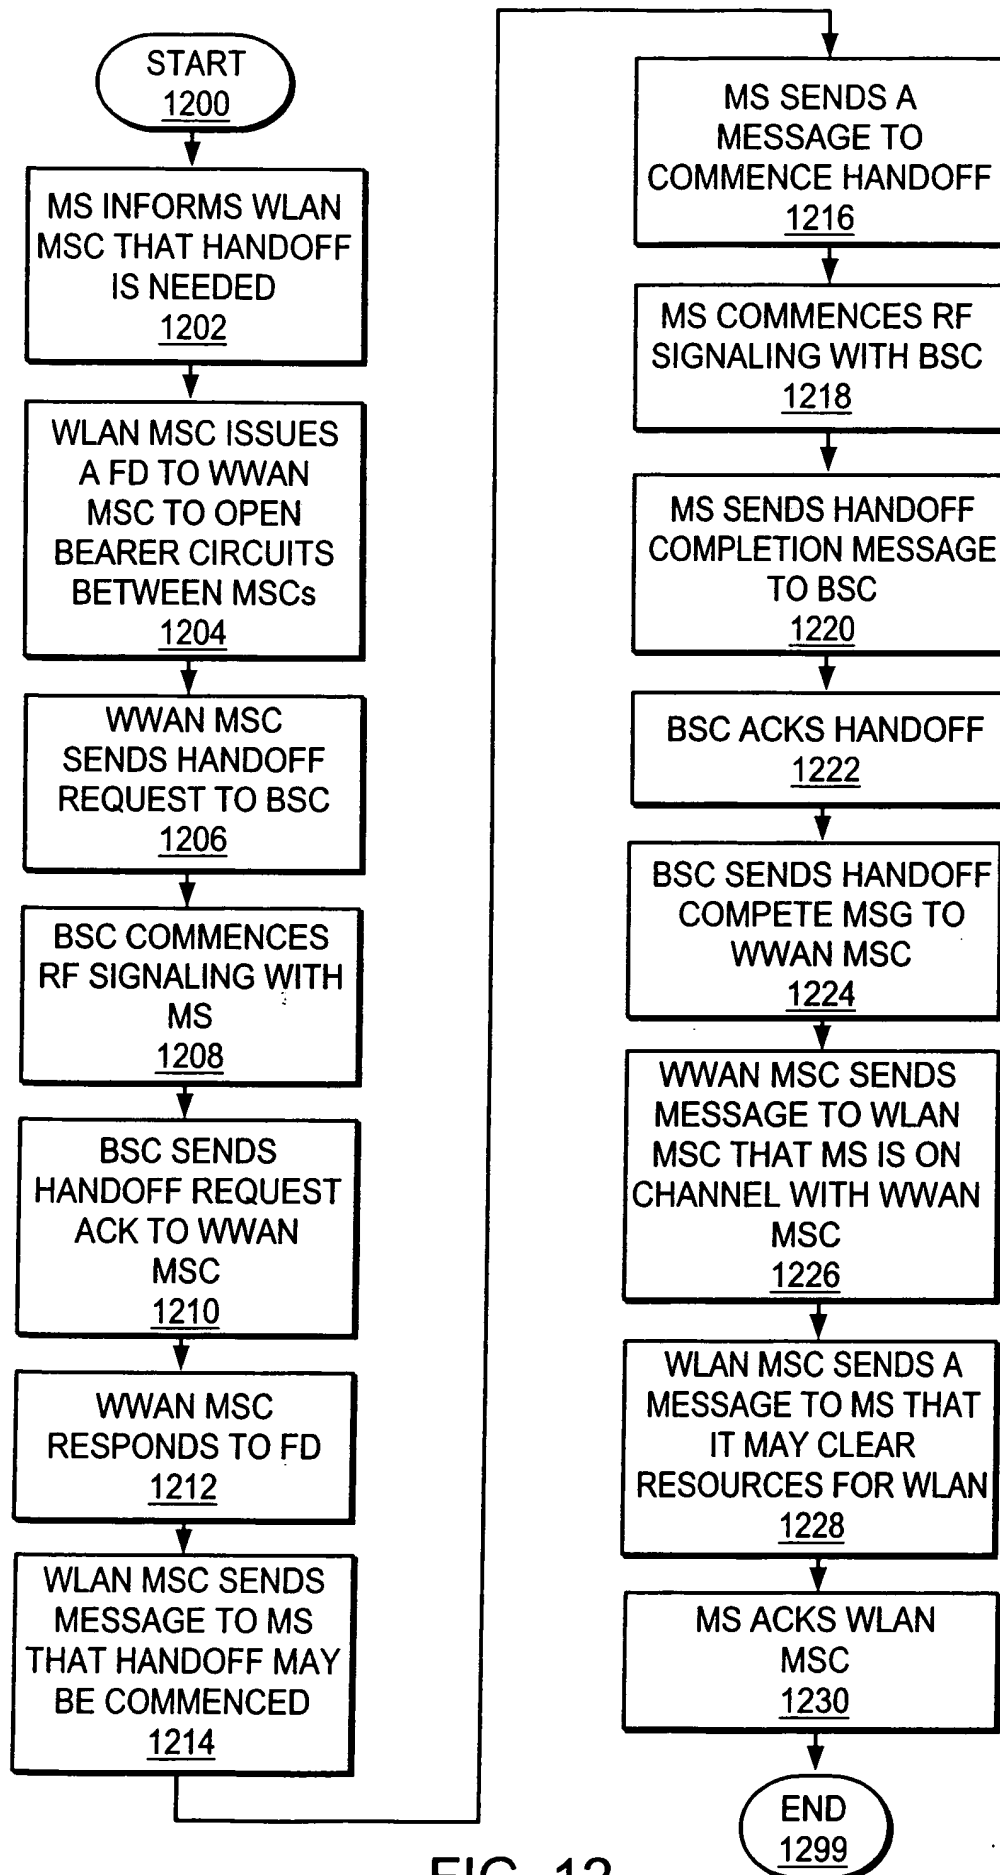 START
1200
MS INFORMS WLAN
MSC THAT HANDOFF
IS NEEDED
1202
WLAN MSC ISSUES
A FD TO WWAN
MSC TO OPEN
BEARER CIRCUITS
BETWEEN MSCs
1204
WWAN MSC
SENDS HANDOFF
REQUEST TO BSC
1206
BSC COMMENCES
RF SIGNALING WITH
MS
1208
BSC SENDS
HANDOFF REQUEST
ACK TO WWAN
MSC
1210
WWAN MSC
RESPONDS TO FD
1212
WLAN MSC SENDS
MESSAGE TO MS
THAT HANDOFF MAY
BE COMMENCED
1214
MS SENDS A
MESSAGE TO
COMMENCE HANDOFF
1216
MS COMMENCES RF
SIGNALING WITH BSC
1218
MS SENDS HANDOFF
COMPLETION MESSAGE
TO BSC
1220
BSC ACKS HANDOFF
1222
BSC SENDS HANDOFF
COMPETE MSG TO
WWAN MSC
1224
WWAN MSC SENDS
MESSAGE TO WLAN
MSC THAT MS IS ON
CHANNEL WITH WWAN
MSC
1226
WLAN MSC SENDS A
MESSAGE TO MS THAT
IT MAY CLEAR
RESOURCES FOR WLAN
1228
MS ACKS WLAN
MSC
1230
END
1299
FIG. 12